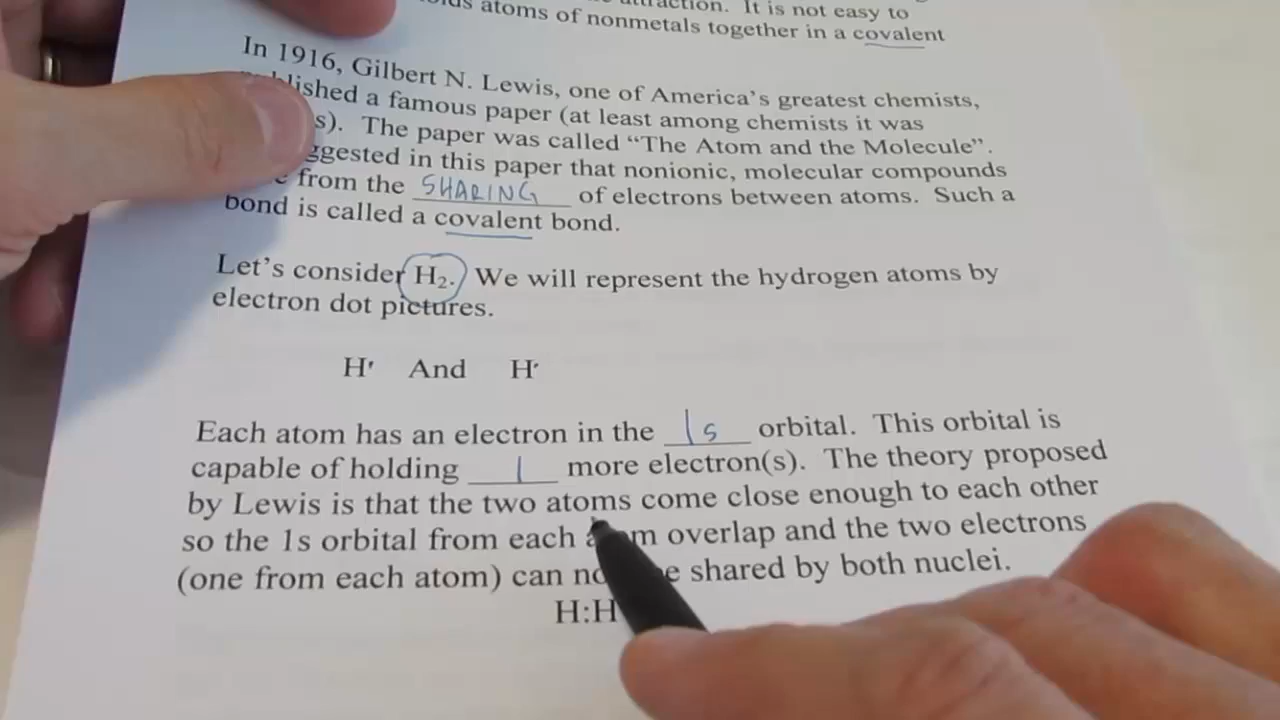 attraction. It is not easy to
atoms of nonmetals together in a covalent
In 1916, Gilbert N. Lewis, one of America's greatest chemists,
a famous paper (at least among chemists it was
s). The paper was called "The Atom and the Molecule".
in this paper that nonionic, molecular compounds
from the SHARING of electrons between atoms. Such a
bond is called a covalent bond.
Let's consider H₂. We will represent the hydrogen atoms by
electron dot pictures.
H· And H·
Each atom has an electron in the 1s orbital. This orbital is
capable of holding 1 more electron(s). The theory proposed
by Lewis is that the two atoms come close enough to each other
so the 1s orbital from each overlap and the two electrons
(one from each atom) can shared by both nuclei.
H:H